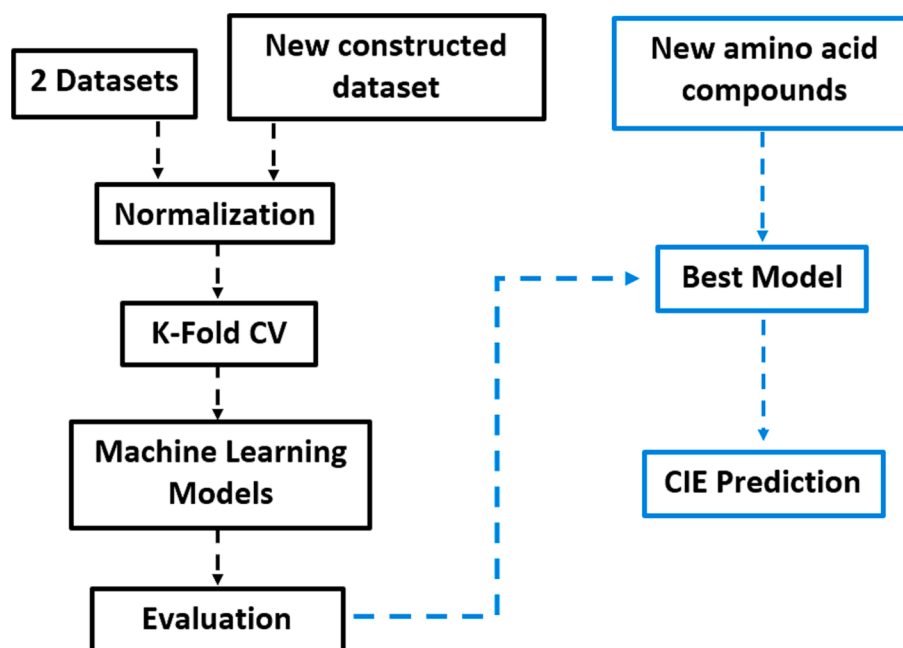 2 Datasets
New constructed
dataset
Normalization
K-Fold CV
Machine Learning
Models
Evaluation
New amino acid
compounds
Best Model
CIE Prediction